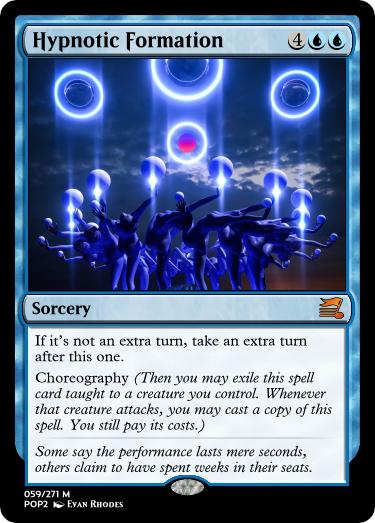 Hypnotic Formation 4
Sorcery
If it's not an extra turn, take an extra turn
after this one.
Choreography (Then you may exile this spell
card taught to a creature you control. Whenever
that creature attacks, you may cast a copy of this
spell. You still pay its costs.)
Some say the performance lasts mere seconds,
others claim to have spent weeks in their seats.
059/271 M
POP2 Evan Rhodes